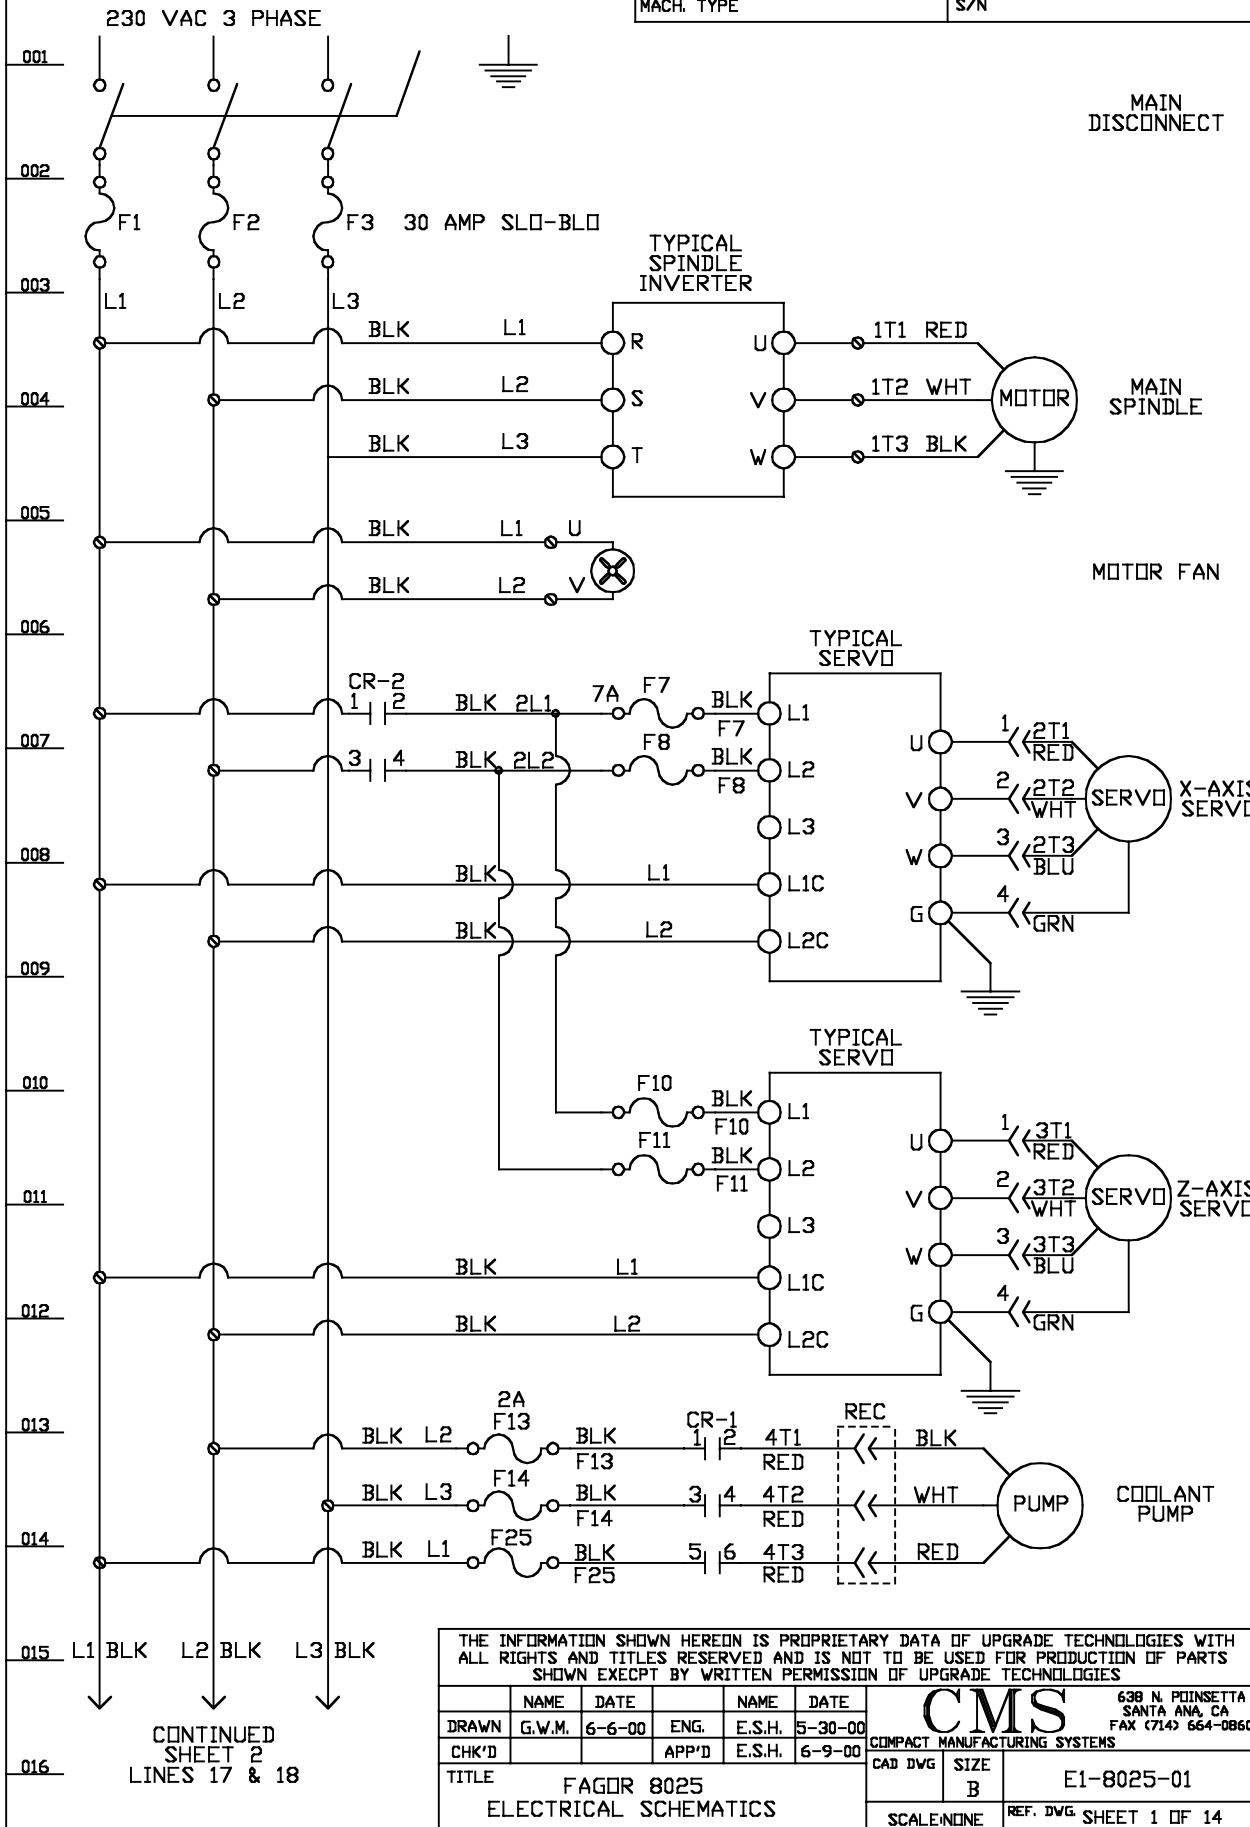 MACH. TYPE
S/N
230 VAC 3 PHASE
001
MAIN
DISCONNECT
002
F1
F2
F3
30 AMP SLO-BLO
TYPICAL
SPINDLE
INVERTER
003
L1
L2
L3
BLK
L1
R
U
1T1 RED
BLK
L2
S
V
1T2 WHT
MOTOR
MAIN
SPINDLE
004
BLK
L3
T
W
1T3 BLK
005
BLK
L1
U
MOTOR FAN
BLK
L2
V
006
TYPICAL
SERVO
CR-2
1
2
BLK
2L1
7A
F7
BLK
F7
L1
U
1
2T1
RED
007
3
4
BLK
2L2
F8
BLK
F8
L2
V
2
2T2
WHT
SERVO
X-AXIS
SERVO
L3
W
3
2T3
BLU
008
BLK
L1
L1C
G
4
GRN
BLK
L2
L2C
009
TYPICAL
SERVO
010
F10
BLK
F10
L1
U
1
3T1
RED
F11
BLK
F11
L2
V
2
3T2
WHT
SERVO
Z-AXIS
SERVO
011
L3
W
3
3T3
BLU
BLK
L1
L1C
G
4
GRN
012
BLK
L2
L2C
013
BLK
L2
2A
F13
BLK
F13
CR-1
1
2
4T1
RED
REC
BLK
BLK
L3
F14
BLK
F14
3
4
4T2
RED
WHT
PUMP
COOLANT
PUMP
014
BLK
L1
F25
BLK
F25
5
6
4T3
RED
RED
015
L1 BLK
L2 BLK
L3 BLK
THE INFORMATION SHOWN HEREON IS PROPRIETARY DATA OF UPGRADE TECHNOLOGIES WITH
ALL RIGHTS AND TITLES RESERVED AND IS NOT TO BE USED FOR PRODUCTION OF PARTS
SHOWN EXECPT BY WRITTEN PERMISSION OF UPGRADE TECHNOLOGIES
NAME
DATE
NAME
DATE
DRAWN
G.W.M.
6-6-00
ENG.
E.S.H.
5-30-00
CHK'D
APP'D
E.S.H.
6-9-00
CMS
COMPACT MANUFACTURING SYSTEMS
638 N. POINSETTA
SANTA ANA, CA
FAX (714) 664-0860
CONTINUED
SHEET 2
LINES 17 & 18
016
TITLE
FAGOR 8025
ELECTRICAL SCHEMATICS
CAD DWG
SIZE
B
E1-8025-01
SCALE:NONE
REF. DWG.
SHEET 1 OF 14